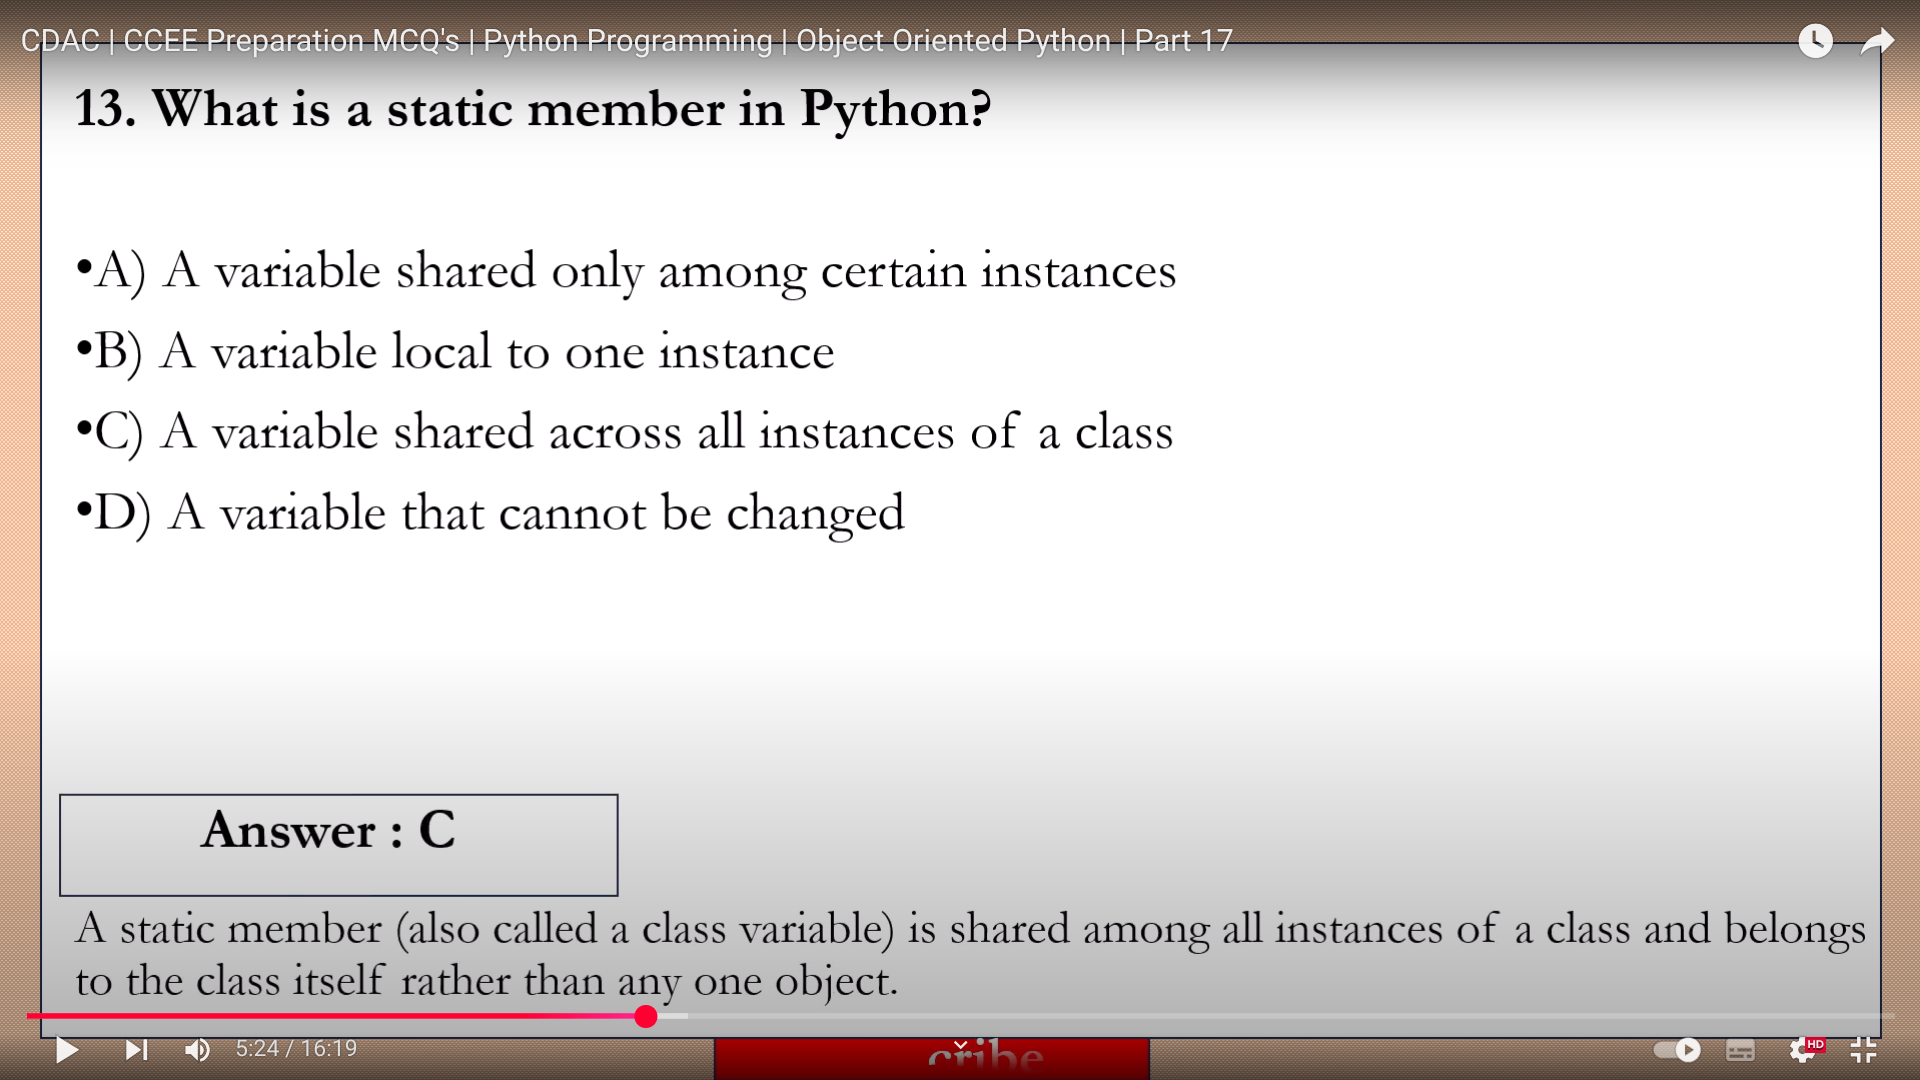 CDAC | CCEE Preparation MCQ's | Python Programming | Object Oriented Python | Part 17
13. What is a static member in Python?
•A) A variable shared only among certain instances
•B) A variable local to one instance
•C) A variable shared across all instances of a class
•D) A variable that cannot be changed
Answer : C
A static member (also called a class variable) is shared among all instances of a class and belongs
to the class itself rather than any one object.
5:24 / 16:19
cribe
HD